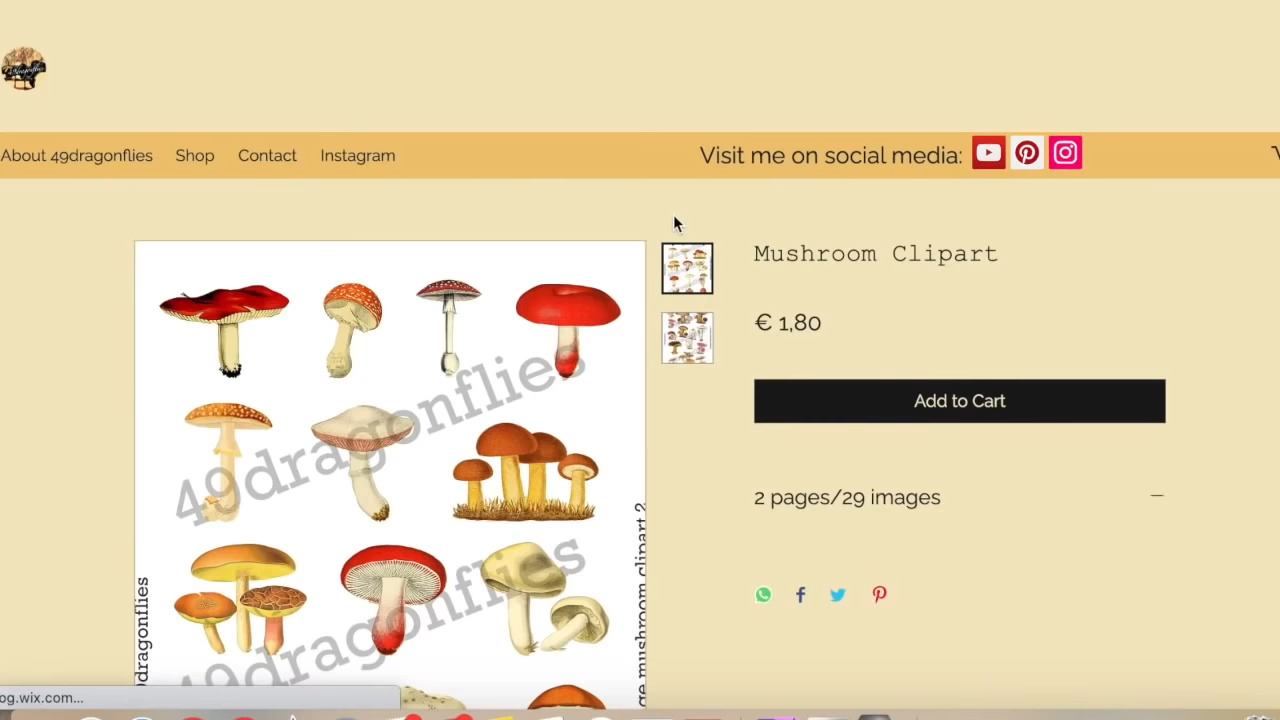 About 49dragonflies Shop Contact Instagram
Visit me on social media:
Mushroom Clipart
€ 1,80
Add to Cart
2 pages/29 images
49dragonflies
49dragonflies
dragonflies
ge mushroom clipart 2
og.wix.com...